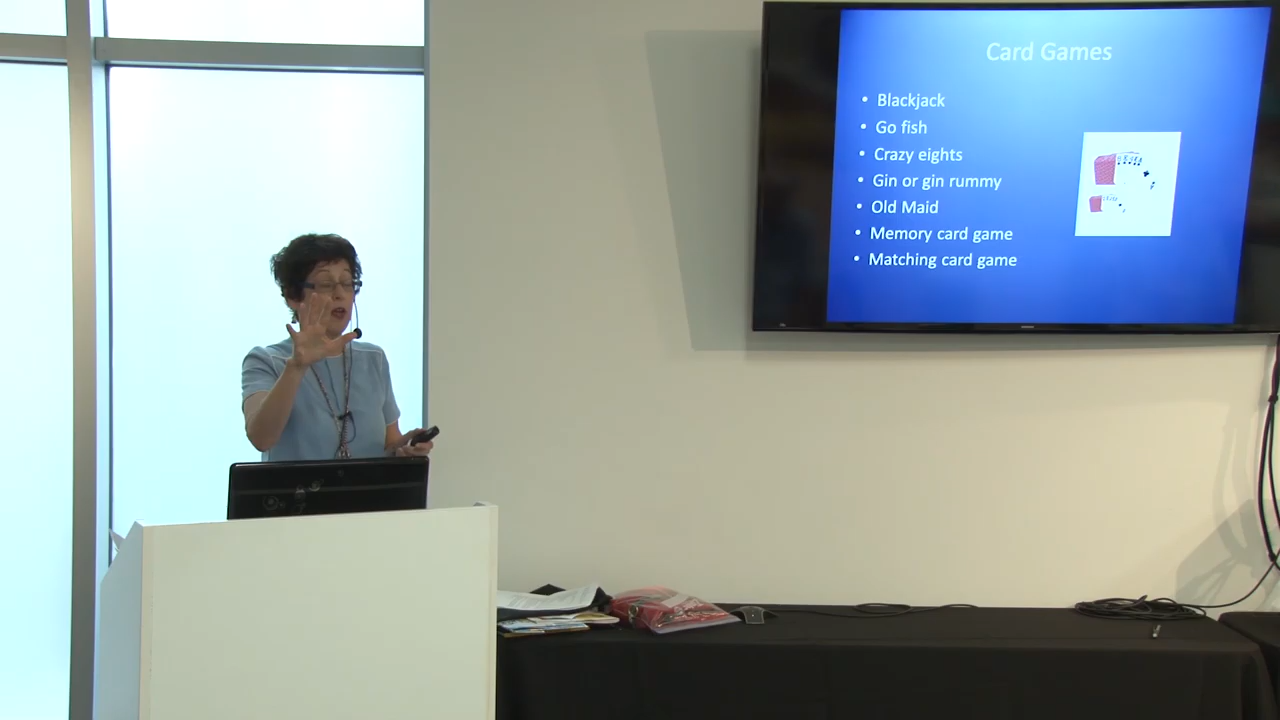 Card Games
• Blackjack
• Go fish
• Crazy eights
• Gin or gin rummy
• Old Maid
• Memory card game
• Matching card game